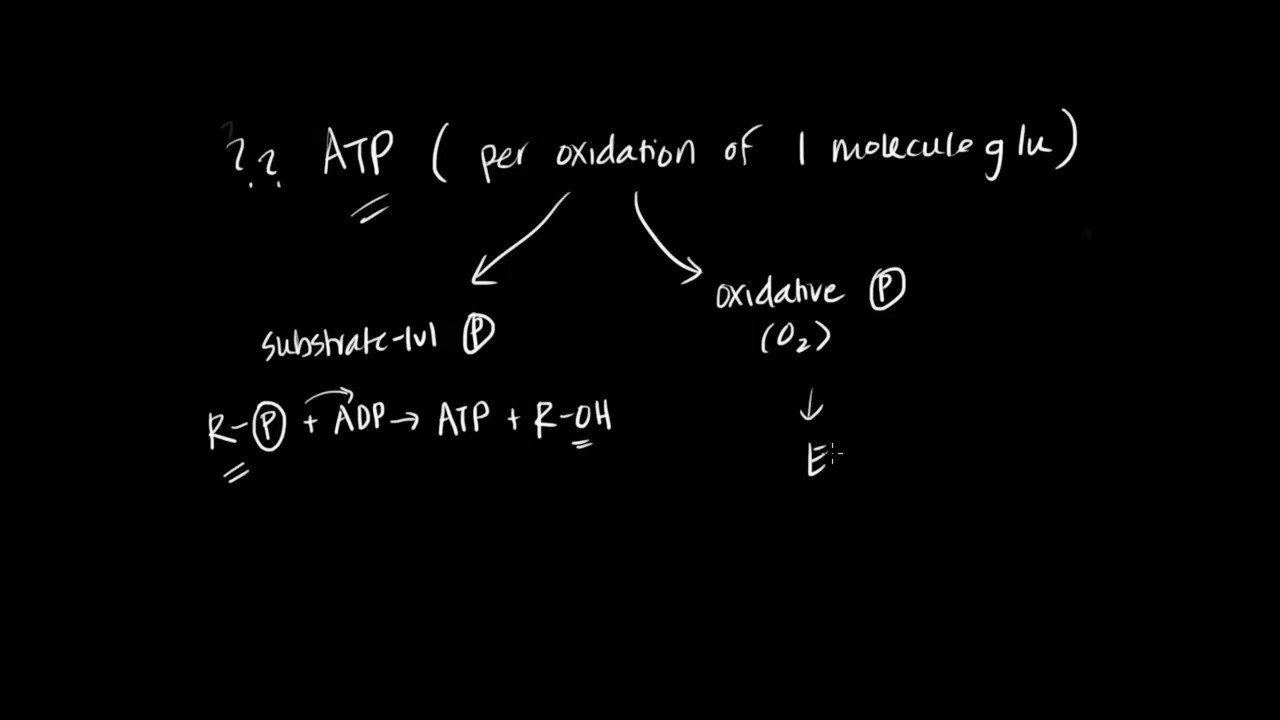 ?? ATP ( per oxidation of 1 molecule glu )
oxidative Ⓟ
(O₂)
substrate-lvl Ⓟ
R-Ⓟ + ADP → ATP + R-OH
↓
E